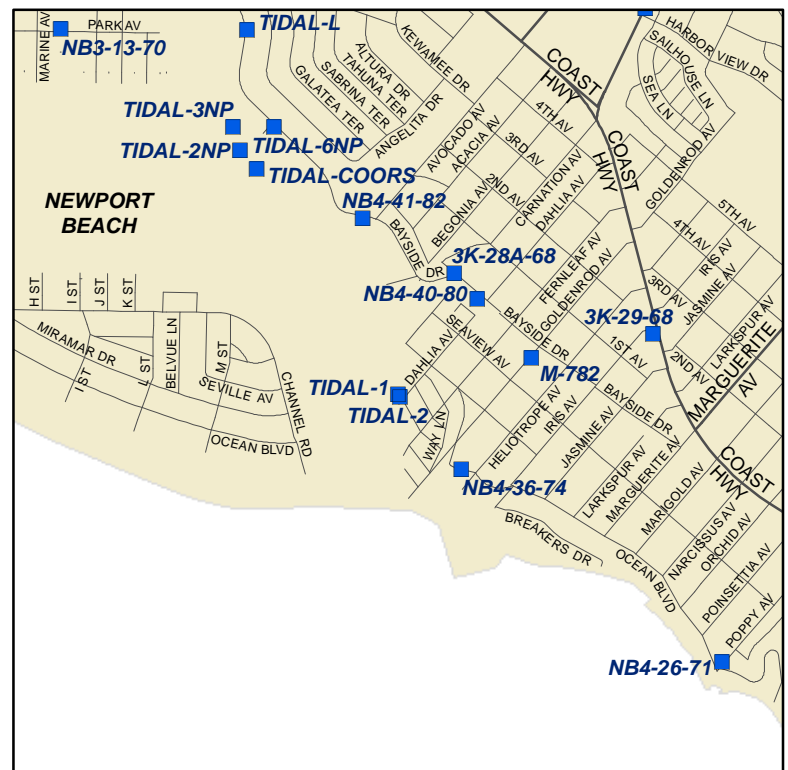 MARINE AV
PARK AV
NB3-13-70
TIDAL-L
ALTURA DR
TAHUNA TER
SABRINA TER
GALATEA TER
ANGELITA DR
KEWAMEE DR
COAST
HWY
HARBOR VIEW DR
SAILHOUSE LN
SEA LN
TIDAL-3NP
TIDAL-6NP
TIDAL-2NP
TIDAL-COORS
AVOCADO AV
ACACIA AV
4TH AV
3RD AV
COAST
HWY
GOLDENROD AV
NEWPORT
BEACH
NB4-41-82
BEGONIA AV
2ND AV
CARNATION AV
DAHLIA AV
5TH AV
4TH AV
IRIS AV
JASMINE AV
BAYSIDE
DR
3K-28A-68
FERNLEAF AV
GOLDENROD AV
3RD AV
H ST
I ST
J ST
K ST
NB4-40-80
BAYSIDE DR
3K-29-68
LARKSPUR AV
MARGUERITE
AV
MIRAMAR DR
BELVUE LN
M ST
SEAVIEW AV
1ST AV
2ND AV
M-782
I ST
L ST
SEVILLE AV
CHANNEL RD
TIDAL-1
DAHLIA AV
TIDAL-2
BAYSIDE DR
OCEAN BLVD
WAY LN
HELIOTROPE AV
IRIS AV
JASMINE AV
LARKSPUR AV
MARGUERITE AV
MARIGOLD AV
COAST
HWY
NB4-36-74
BREAKERS DR
OCEAN BLVD
NARCISSUS AV
ORCHID AV
POINSETTIA AV
POPPY AV
NB4-26-71